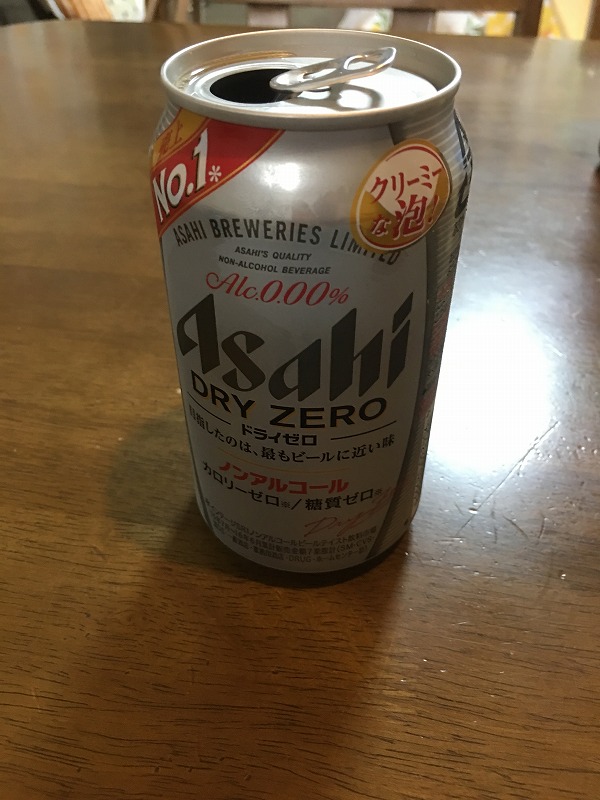 No.1*
クリーミー
な泡!
ASAHI BREWERIES LIMITED
ASAHI'S QUALITY
NON-ALCOHOL BEVERAGE
Alc.0.00%
Asahi
DRY ZERO
ドライゼロ
目指したのは、最もビールに近い味
ノンアルコール
カロリーゼロ※/糖質ゼロ※